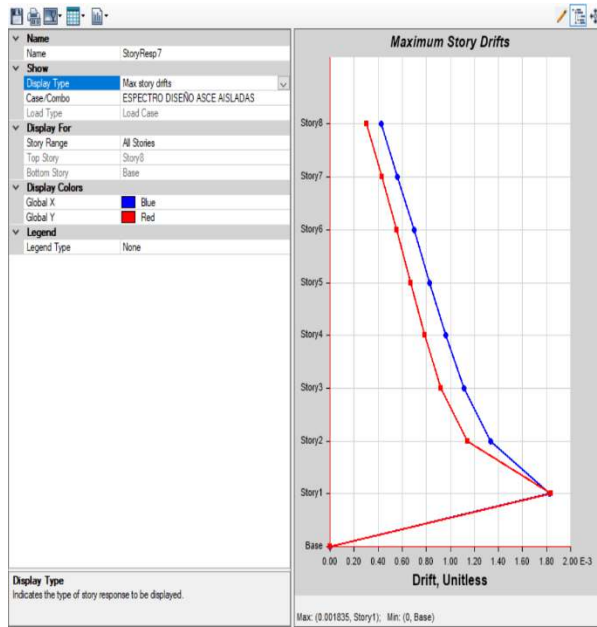 Name
Name StoryResp7
Show
Display Type Max story drifts
Case/Combo ESPECTRO DISEÑO ASCE AISLADAS
Load Type Load Case
Display For
Story Range All Stories
Top Story Story8
Bottom Story Base
Display Colors
Global X Blue
Global Y Red
Legend
Legend Type None
Display Type
Indicates the type of story response to be displayed.
Maximum Story Drifts
Story8
Story7
Story6
Story5
Story4
Story3
Story2
Story1
Base
0.00 0.20 0.40 0.60 0.80 1.00 1.20 1.40 1.60 1.80 2.00 E-3
Drift, Unitless
Max: (0.001835, Story1); Min: (0, Base)